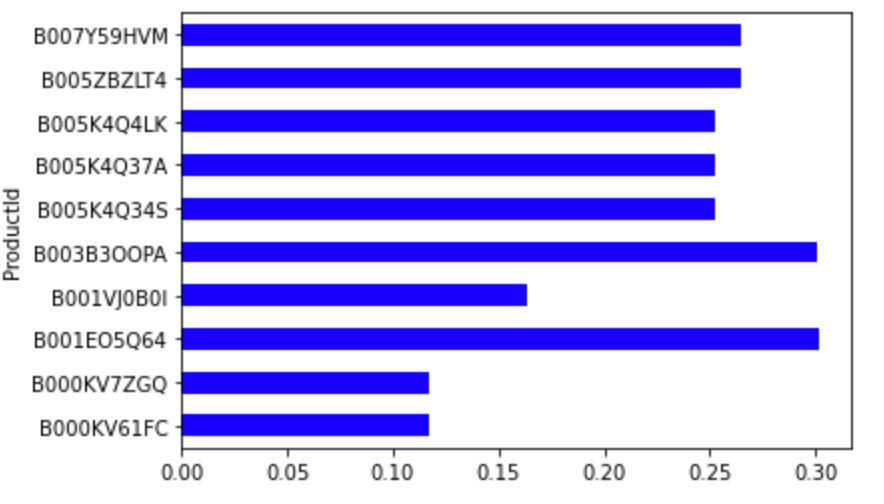 B007Y59HVM
B005ZBZLT4
B005K4Q4LK
B005K4Q37A
B005K4Q34S
B003B3OOPA
B001VJ0B0I
B001EO5Q64
B000KV7ZGQ
B000KV61FC
ProductId
0.00 0.05 0.10 0.15 0.20 0.25 0.30